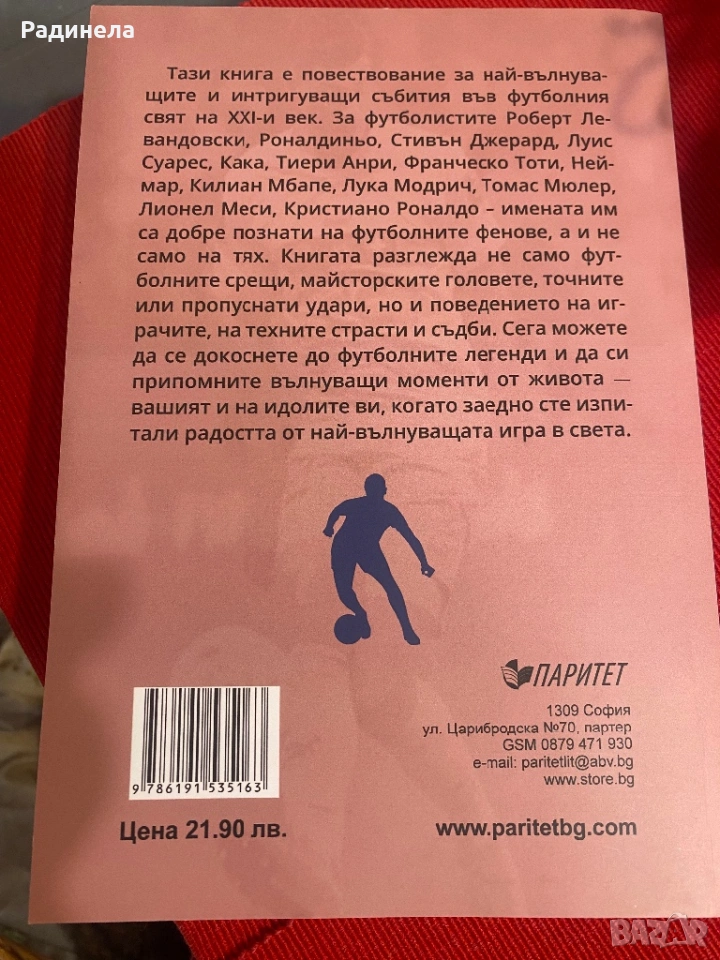 Радинела
Тази книга е повествование за най-вълнува-
щите и интригуващи събития във футболния
свят на XXI-и век. За футболистите Роберт Ле-
вандовски, Роналдиньо, Стивън Джерард, Луис
Суарес, Кака, Тиери Анри, Франческо Тоти, Ней-
мар, Килиан Мбапе, Лука Модрич, Томас Мюлер,
Лионел Меси, Кристиано Роналдо – имената им
са добре познати на футболните фенове, а и не
само на тях. Книгата разглежда не само фут-
болните срещи, майсторските головете, точните
или пропуснати удари, но и поведението на иг-
рачите, на техните страсти и съдби. Сега можете
да се докоснете до футболните легенди и да си
припомните вълнуващи моменти от живота —
вашият и на идолите ви, когато заедно сте изпи-
тали радостта от най-вълнуващата игра в света.
ПАРИТЕТ
1309 София
ул. Царибродска №70, партер
GSM 0879 471 930
e-mail: paritetlit@abv.bg
www.store.bg
9 786191 535163
Цена 21.90 лв.
www.paritetbg.com
BAZAR